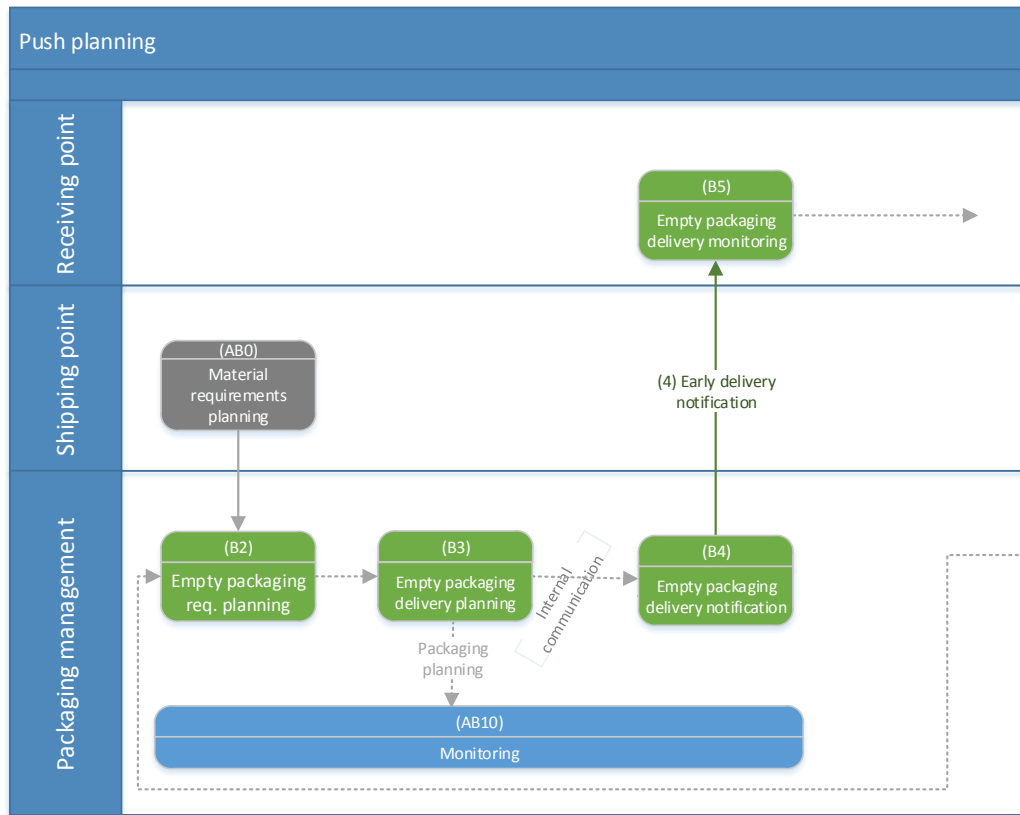 Push planning
Receiving point
(B5)
Empty packaging
delivery monitoring
Shipping point
(AB0)
Material
requirements
planning
(4) Early delivery
notification
Packaging management
(B2)
Empty packaging
req. planning
(B3)
Empty packaging
delivery planning
Internal
communication
(B4)
Empty packaging
delivery notification
Packaging
planning
(AB10)
Monitoring